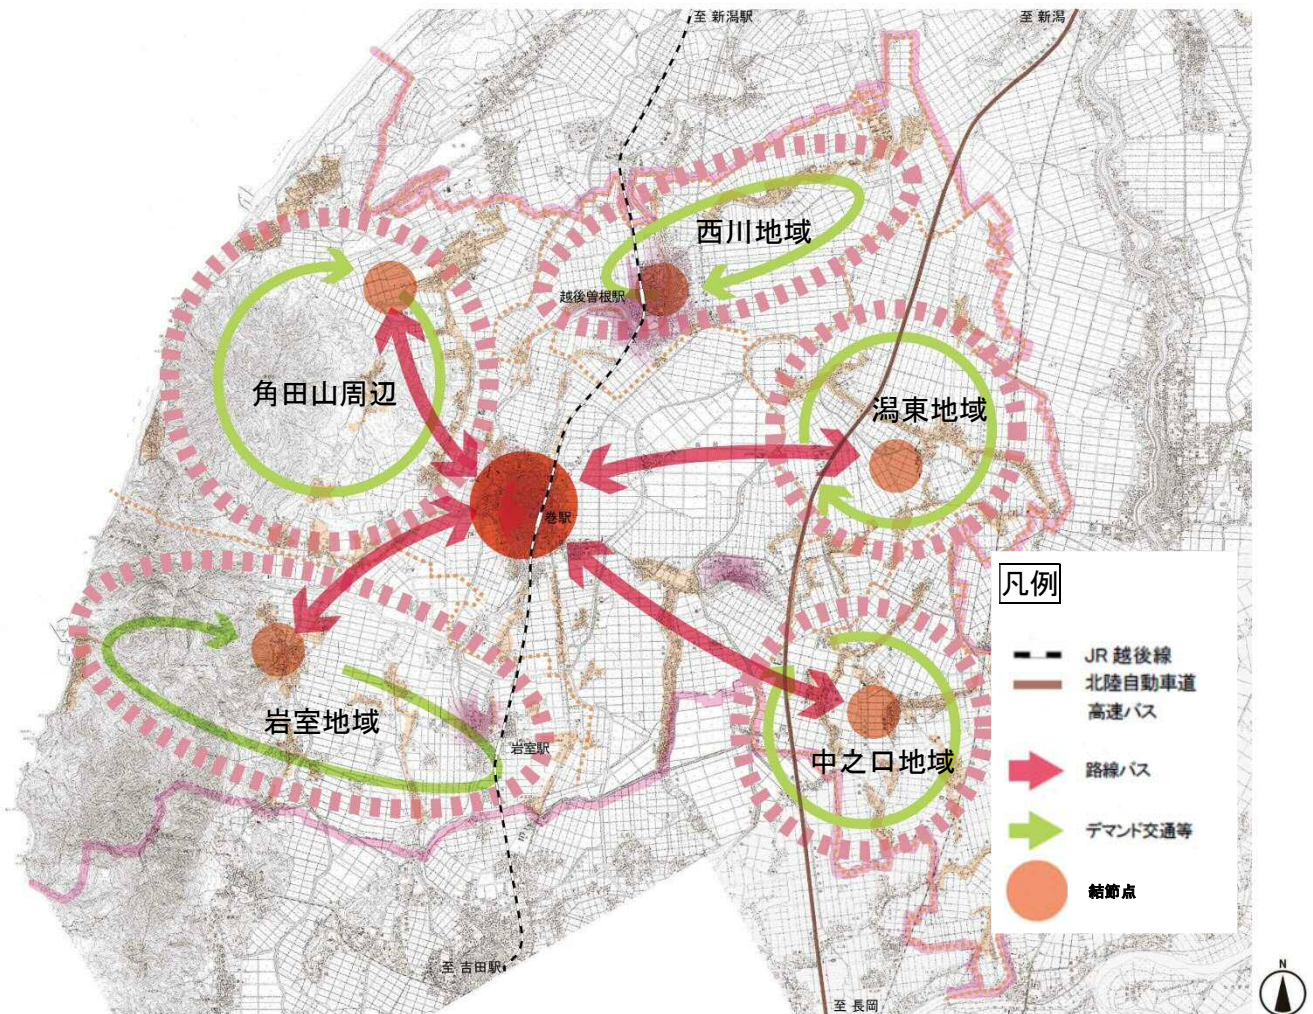 至 新潟駅
至 新潟
西川地域
越後曽根駅
角田山周辺
潟東地域
巻駅
凡例
JR 越後線
北陸自動車道
高速バス
路線バス
デマンド交通等
結節点
岩室地域
岩室駅
中之口地域
至 吉田駅
至 長岡
N